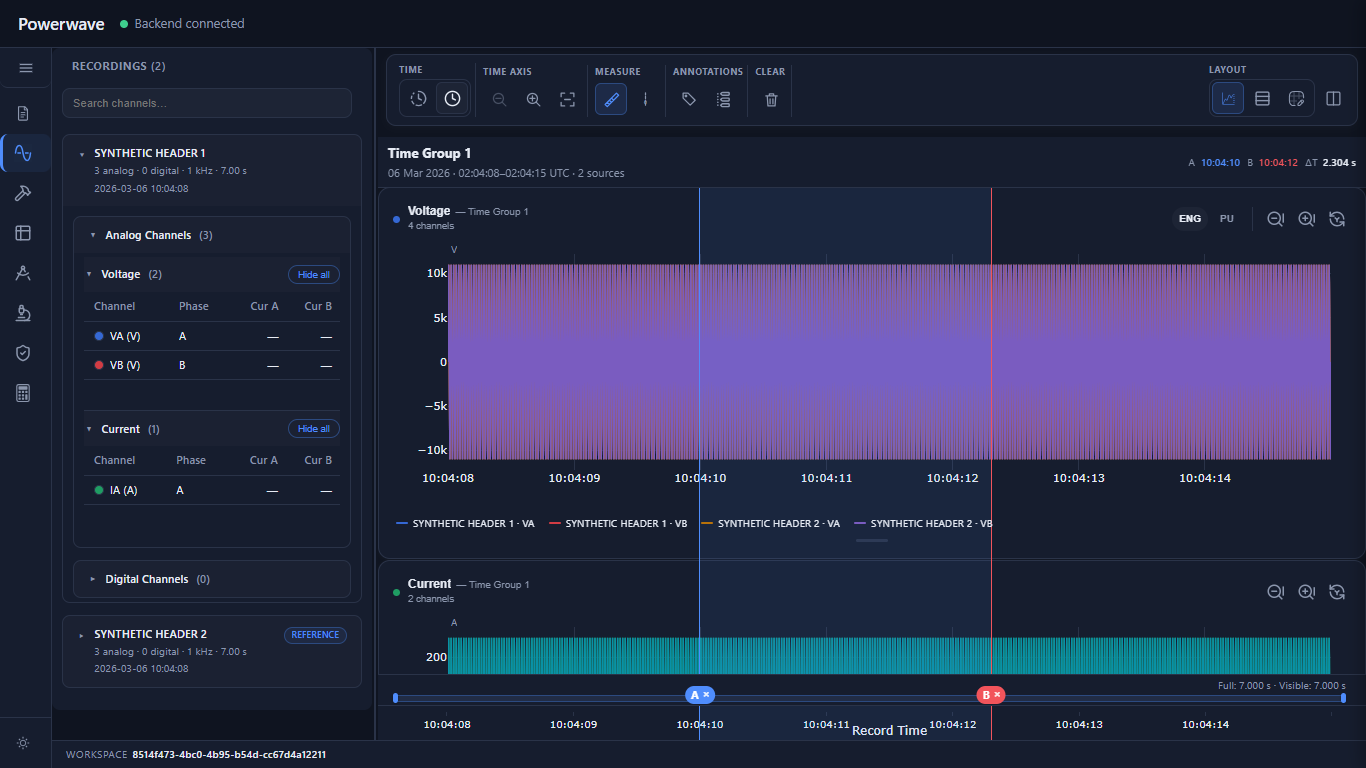 Powerwave
Backend connected
RECORDINGS (2)
Search channels...
SYNTHETIC HEADER 1
3 analog · 0 digital · 1 kHz · 7.00 s
2026-03-06 10:04:08
Analog Channels (3)
Voltage (2) Hide all
Channel Phase Cur A Cur B
VA (V) A — —
VB (V) B — —
Current (1) Hide all
Channel Phase Cur A Cur B
IA (A) A — —
Digital Channels (0)
SYNTHETIC HEADER 2 REFERENCE
3 analog · 0 digital · 1 kHz · 7.00 s
2026-03-06 10:04:08
TIME TIME AXIS MEASURE ANNOTATIONS CLEAR LAYOUT
Time Group 1
06 Mar 2026 · 02:04:08–02:04:15 UTC · 2 sources
A 10:04:10 B 10:04:12 ΔT 2.304 s
Voltage — Time Group 1
4 channels
ENG PU
V
10k
5k
0
−5k
−10k
10:04:08 10:04:09 10:04:10 10:04:11 10:04:12 10:04:13 10:04:14
SYNTHETIC HEADER 1 · VA SYNTHETIC HEADER 1 · VB SYNTHETIC HEADER 2 · VA SYNTHETIC HEADER 2 · VB
Current — Time Group 1
2 channels
A
200
Full: 7.000 s · Visible: 7.000 s
A × B ×
10:04:08 10:04:09 10:04:10 10:04:11 10:04:12 10:04:13 10:04:14
Record Time
WORKSPACE 8514f473-4bc0-4b95-b54d-cc67d4a12211